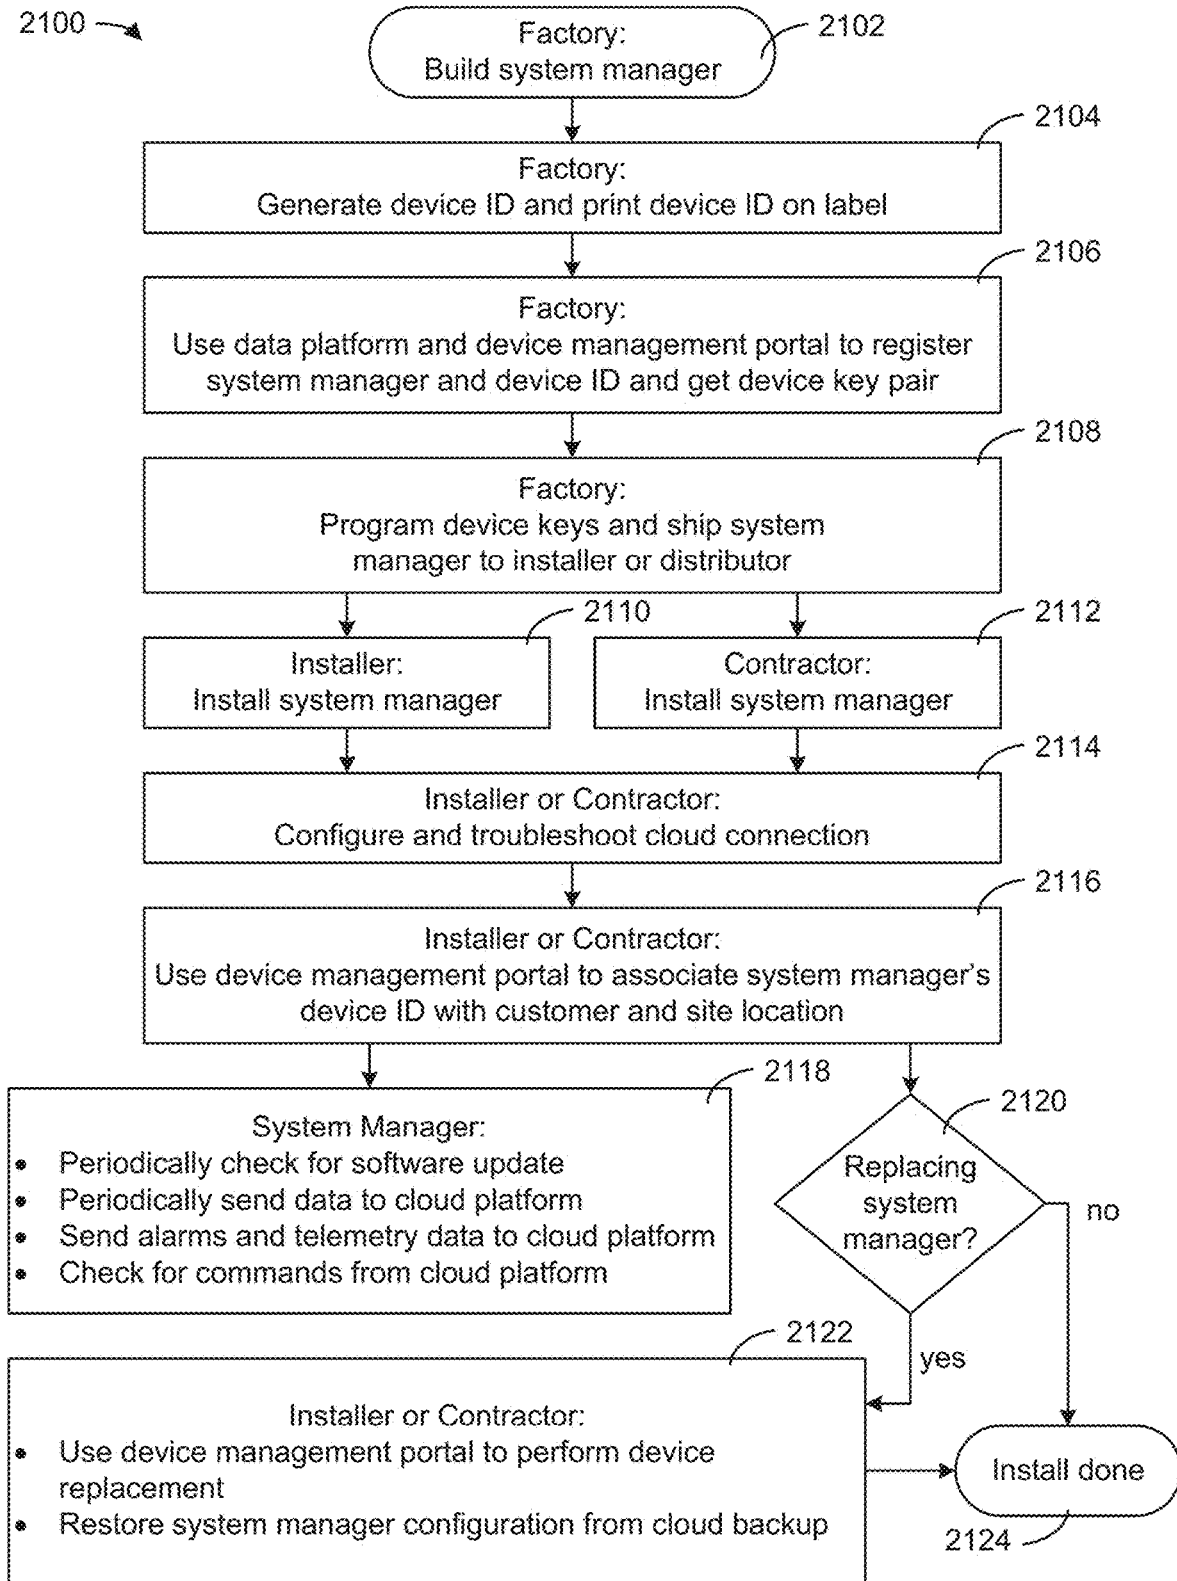 2100
Factory:
Build system manager
2102
2104
Factory:
Generate device ID and print device ID on label
2106
Factory:
Use data platform and device management portal to register
system manager and device ID and get device key pair
2108
Factory:
Program device keys and ship system
manager to installer or distributor
2110
Installer:
Install system manager
2112
Contractor:
Install system manager
2114
Installer or Contractor:
Configure and troubleshoot cloud connection
2116
Installer or Contractor:
Use device management portal to associate system manager's
device ID with customer and site location
2118
System Manager:
• Periodically check for software update
• Periodically send data to cloud platform
• Send alarms and telemetry data to cloud platform
• Check for commands from cloud platform
2120
Replacing
system
manager?
no
yes
2122
Installer or Contractor:
• Use device management portal to perform device
replacement
• Restore system manager configuration from cloud backup
Install done
2124